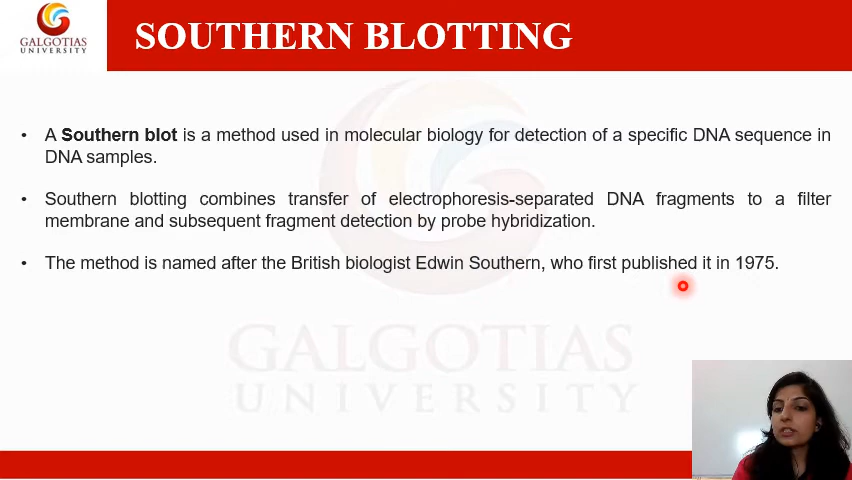 GALGOTIAS
UNIVERSITY
SOUTHERN BLOTTING
• A Southern blot is a method used in molecular biology for detection of a specific DNA sequence in
DNA samples.
• Southern blotting combines transfer of electrophoresis-separated DNA fragments to a filter
membrane and subsequent fragment detection by probe hybridization.
• The method is named after the British biologist Edwin Southern, who first published it in 1975.
GALGOTIAS
UNIVERSITY